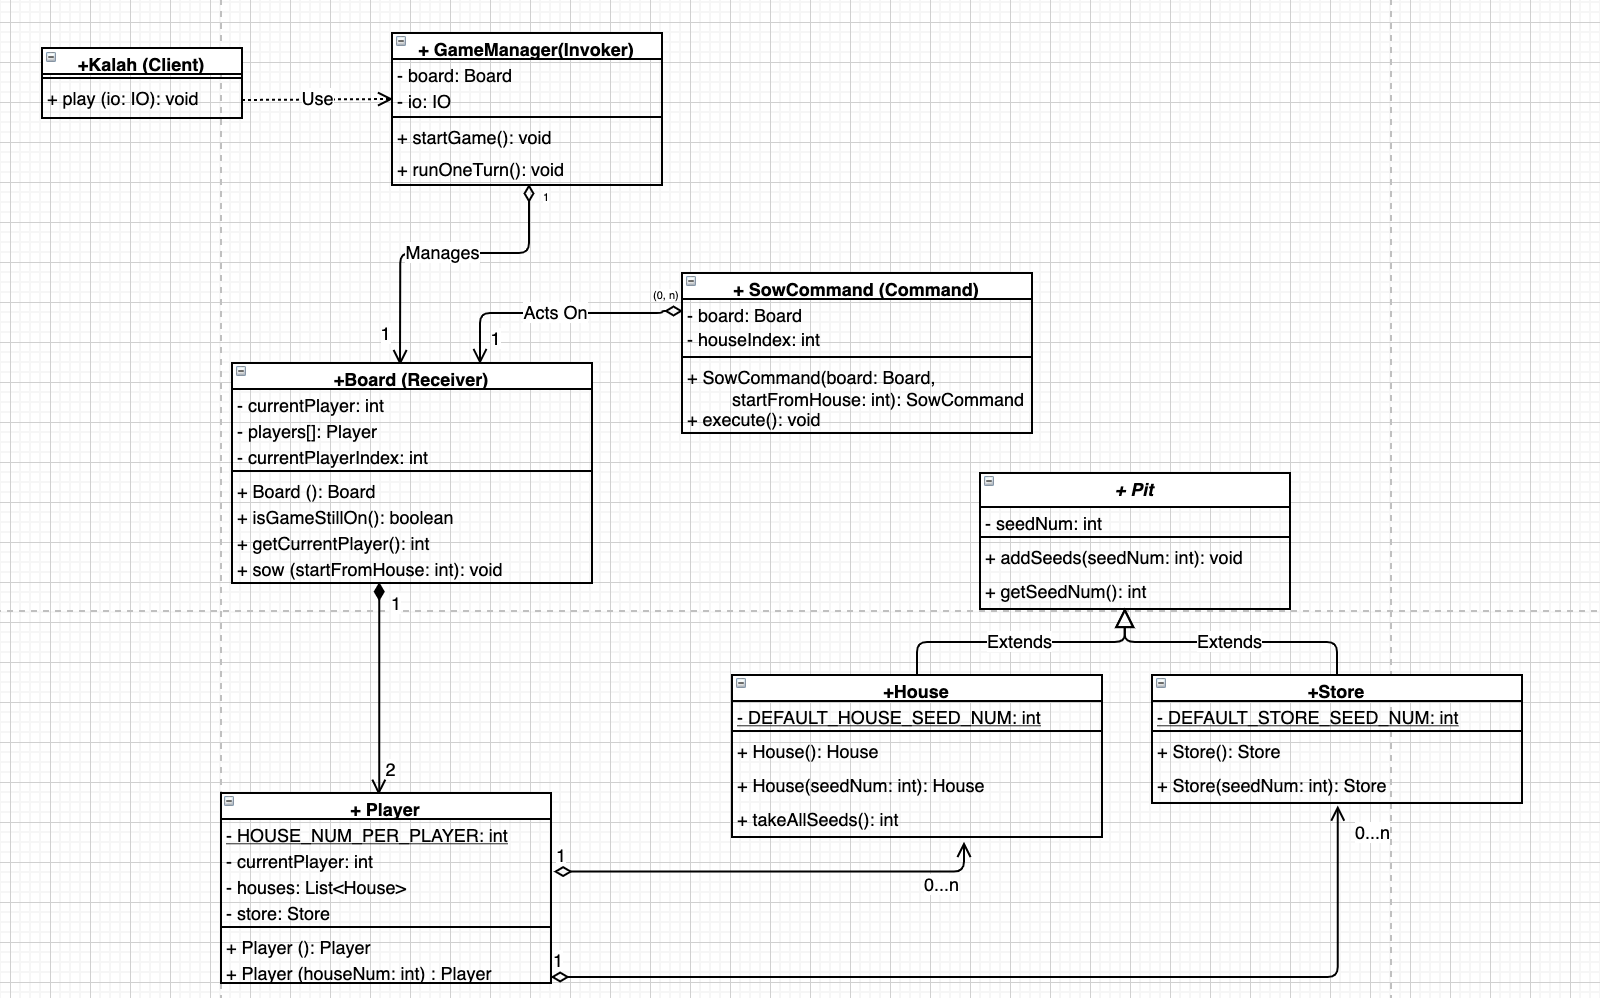 +Kalah (Client)
+ play (io: IO): void
Use
+ GameManager(Invoker)
- board: Board
- io: IO
+ startGame(): void
+ runOneTurn(): void
1
Manages
1
+ SowCommand (Command)
- board: Board
- houseIndex: int
+ SowCommand(board: Board,
startFromHouse: int): SowCommand
+ execute(): void
(0, n)
Acts On
1
+Board (Receiver)
- currentPlayer: int
- players[]: Player
- currentPlayerIndex: int
+ Board (): Board
+ isGameStillOn(): boolean
+ getCurrentPlayer(): int
+ sow (startFromHouse: int): void
1
2
+ Pit
- seedNum: int
+ addSeeds(seedNum: int): void
+ getSeedNum(): int
Extends
Extends
+House
- DEFAULT_HOUSE_SEED_NUM: int
+ House(): House
+ House(seedNum: int): House
+ takeAllSeeds(): int
+Store
- DEFAULT_STORE_SEED_NUM: int
+ Store(): Store
+ Store(seedNum: int): Store
+ Player
- HOUSE_NUM_PER_PLAYER: int
- currentPlayer: int
- houses: List<House>
- store: Store
+ Player (): Player
+ Player (houseNum: int) : Player
1
0...n
1
0...n